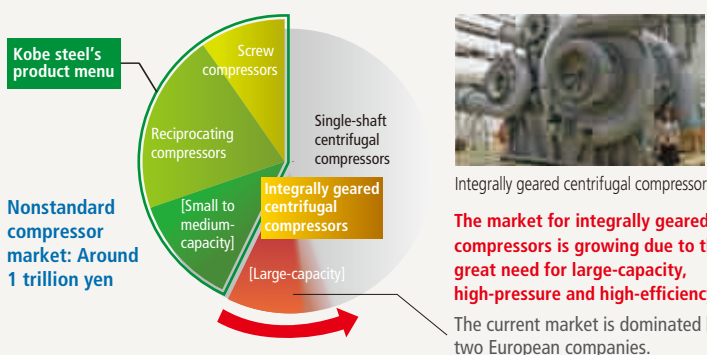 Kobe steel's
product menu
Screw
compressors
Reciprocating
compressors
Single-shaft
centrifugal
compressors
[Small to
medium-
capacity]
Integrally geared
centrifugal
compressors
[Large-capacity]
Nonstandard
compressor
market: Around
1 trillion yen
Integrally geared centrifugal compressor
The market for integrally geared
compressors is growing due to
great need for large-capacity,
high-pressure and high-efficiency
The current market is dominated
two European companies.